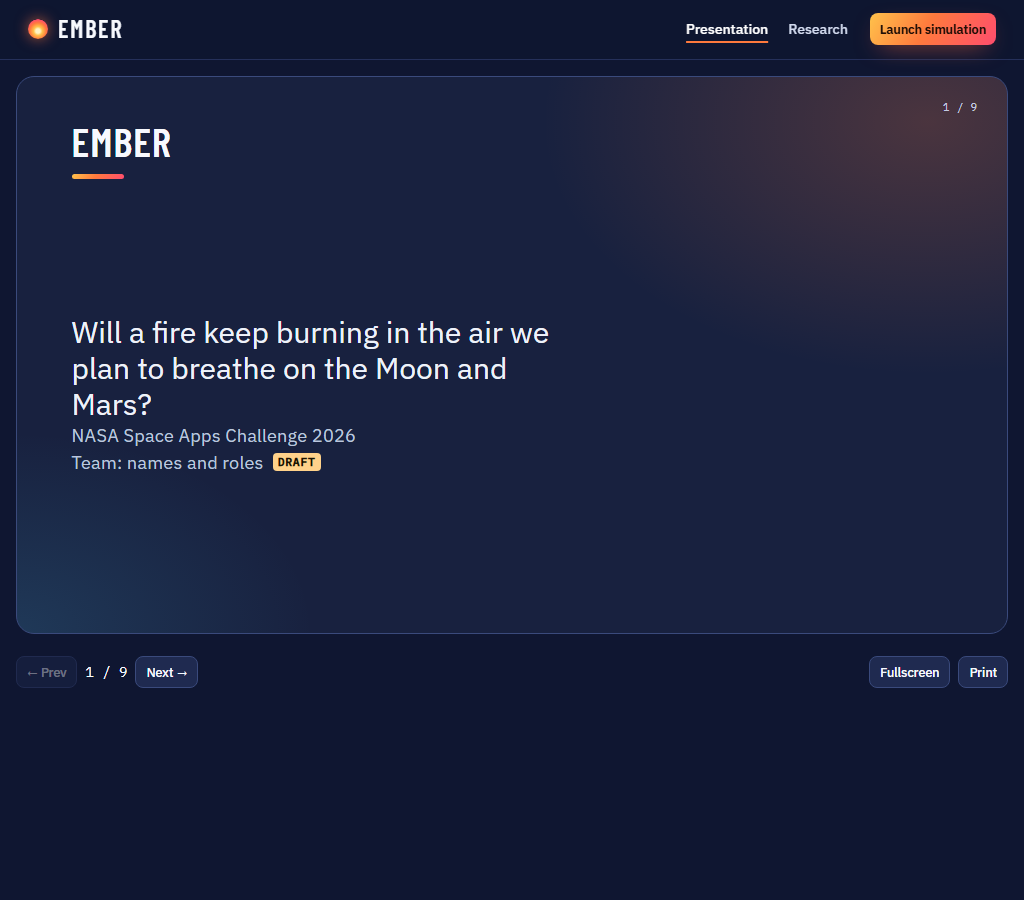 EMBER
Presentation
Research
Launch simulation
1 / 9
EMBER
Will a fire keep burning in the air we
plan to breathe on the Moon and
Mars?
NASA Space Apps Challenge 2026
Team: names and roles DRAFT
← Prev
1 / 9
Next →
Fullscreen
Print